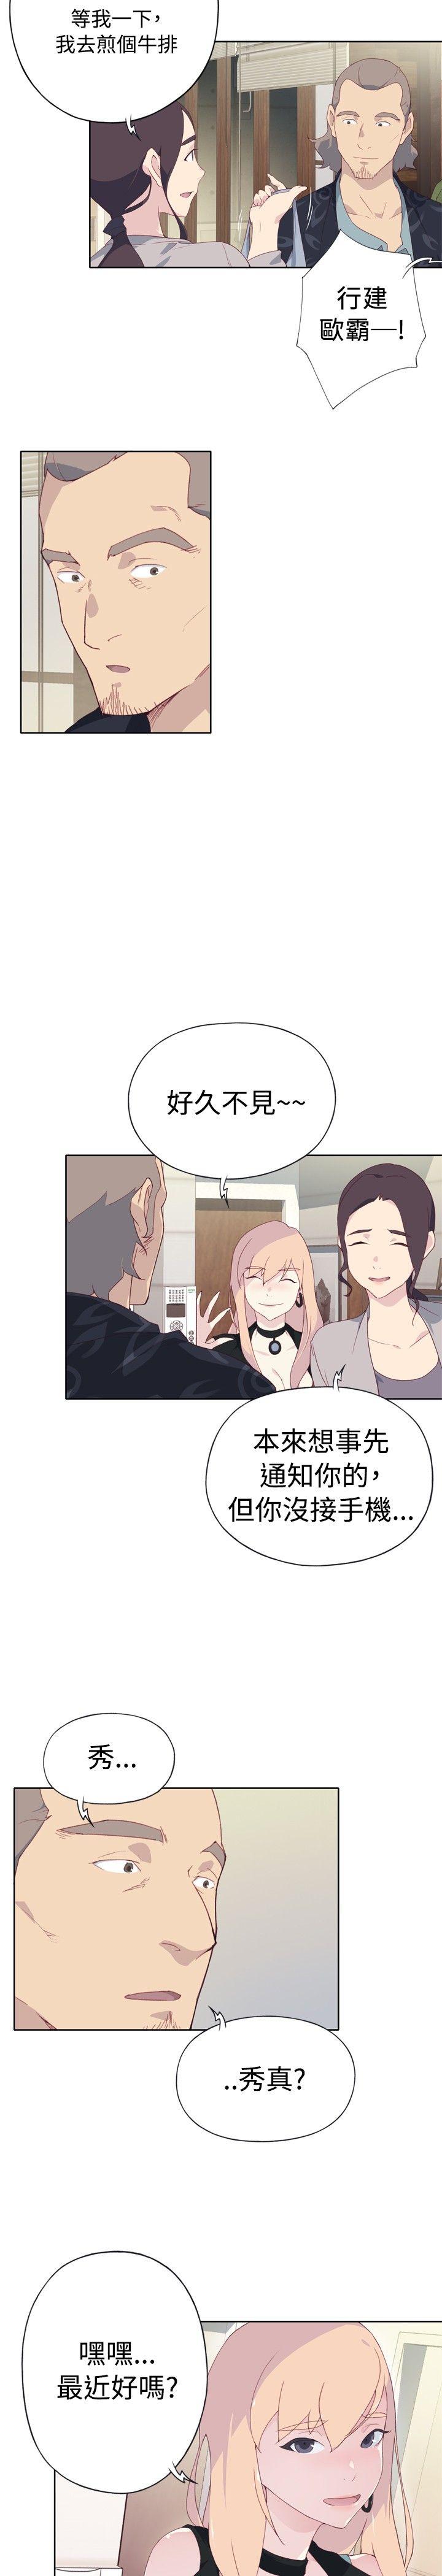 等我一下，
我去煎個牛排
行建
歐霸—!
好久不見~~
本來想事先
通知你的，
但你沒接手機...
秀...
..秀真?
嘿嘿...
最近好嗎?